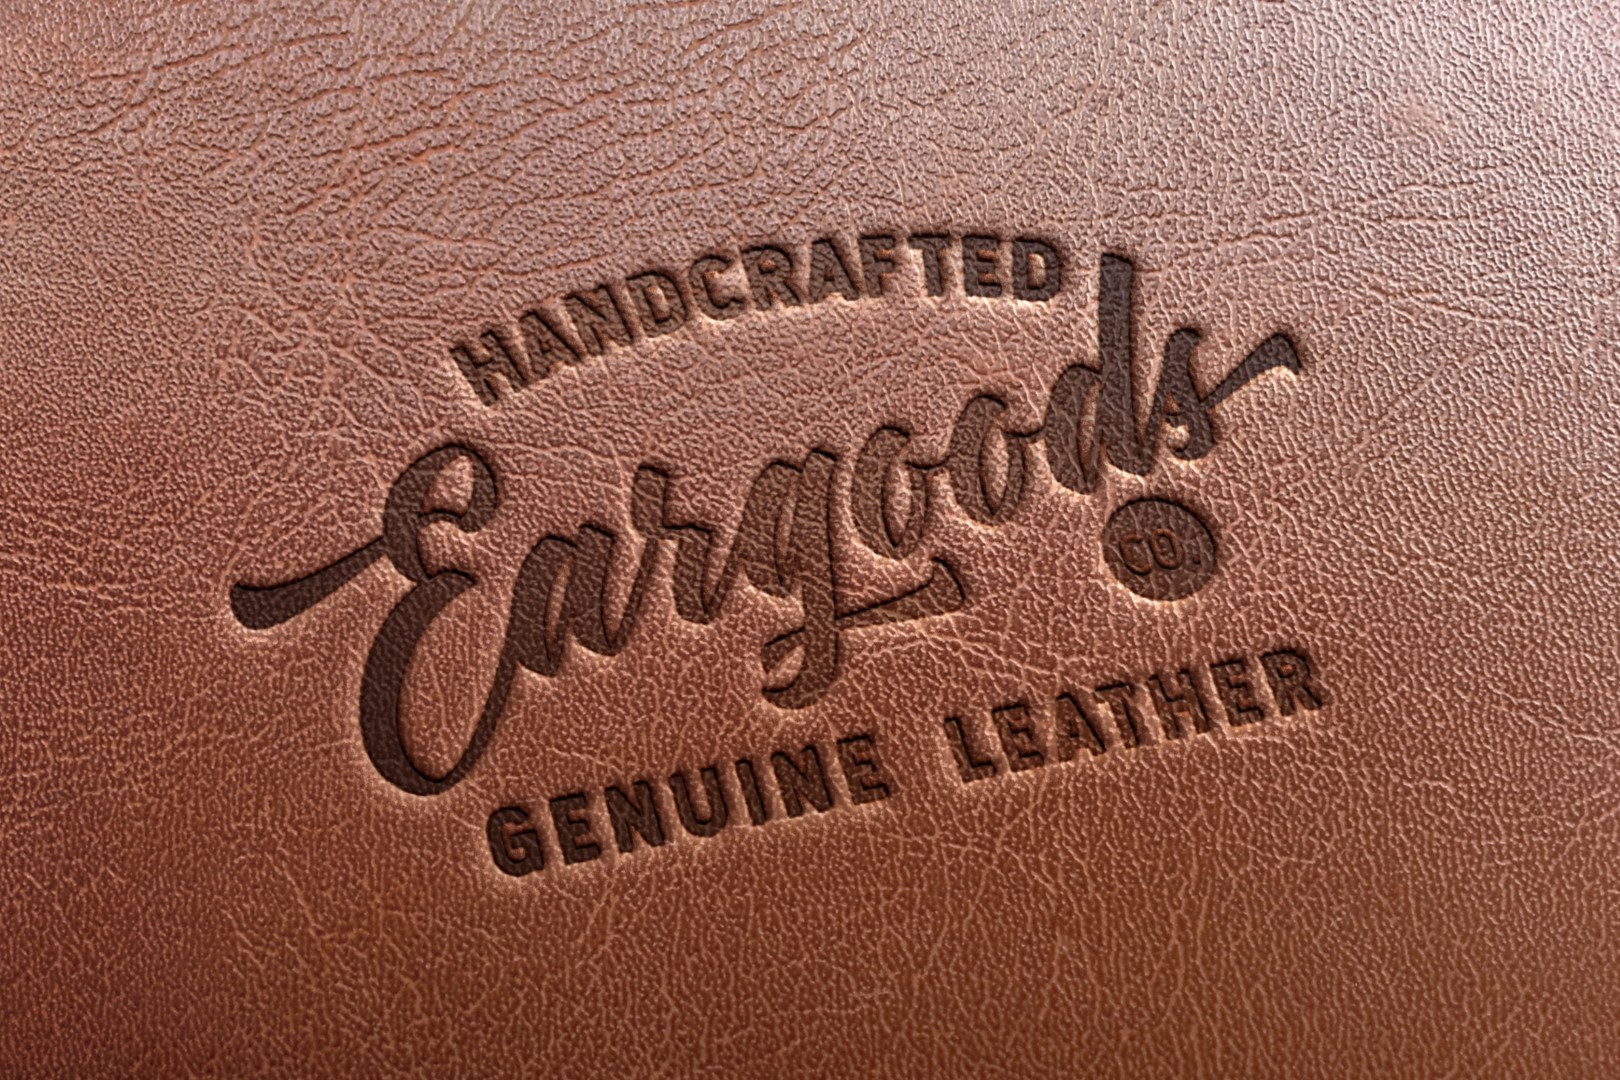 HANDCRAFTED
Eargoods
CO.
GENUINE LEATHER